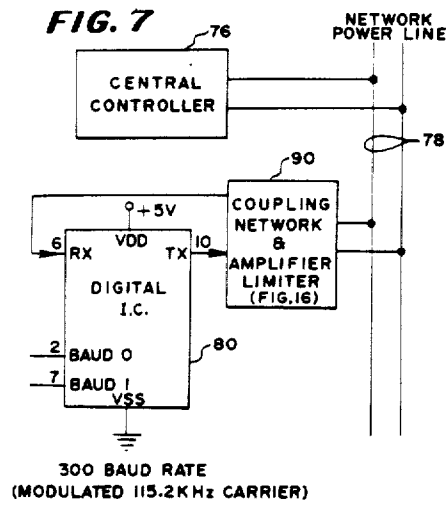 FIG. 7
NETWORK
POWER LINE
76
CENTRAL
CONTROLLER
78
90
COUPLING
NETWORK
&
AMPLIFIER
LIMITER
(FIG.16)
+5V
VDD
6 RX
TX 10
DIGITAL
I.C.
80
2 BAUD 0
7 BAUD 1
VSS
300 BAUD RATE
(MODULATED 115.2KHz CARRIER)